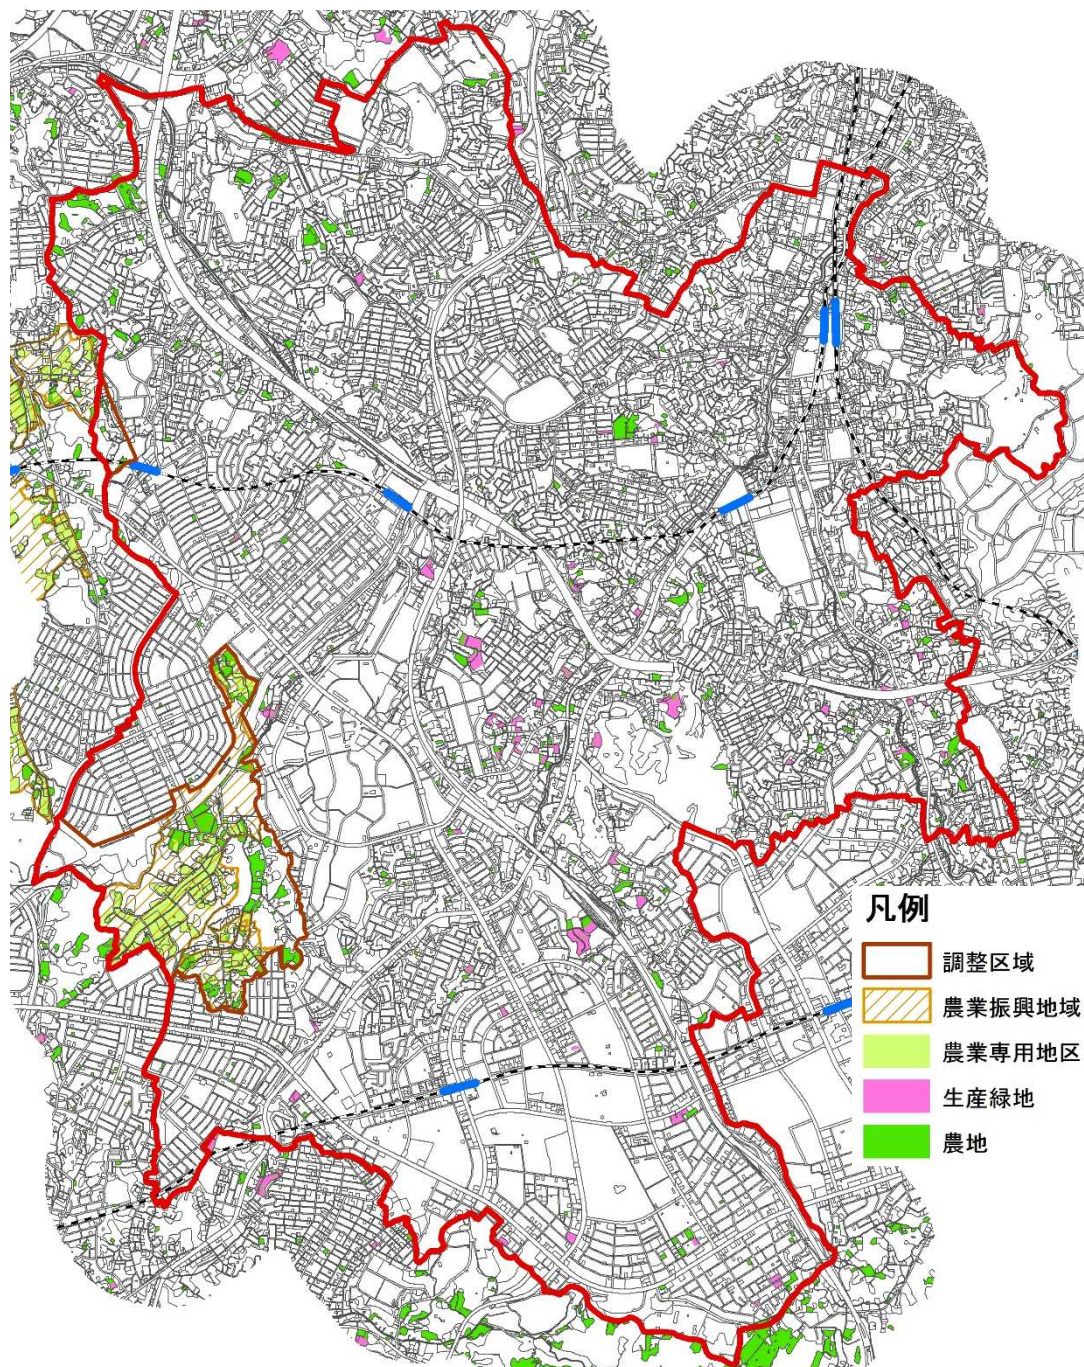 凡例
調整区域
農業振興地域
農業専用地区
生産緑地
農地